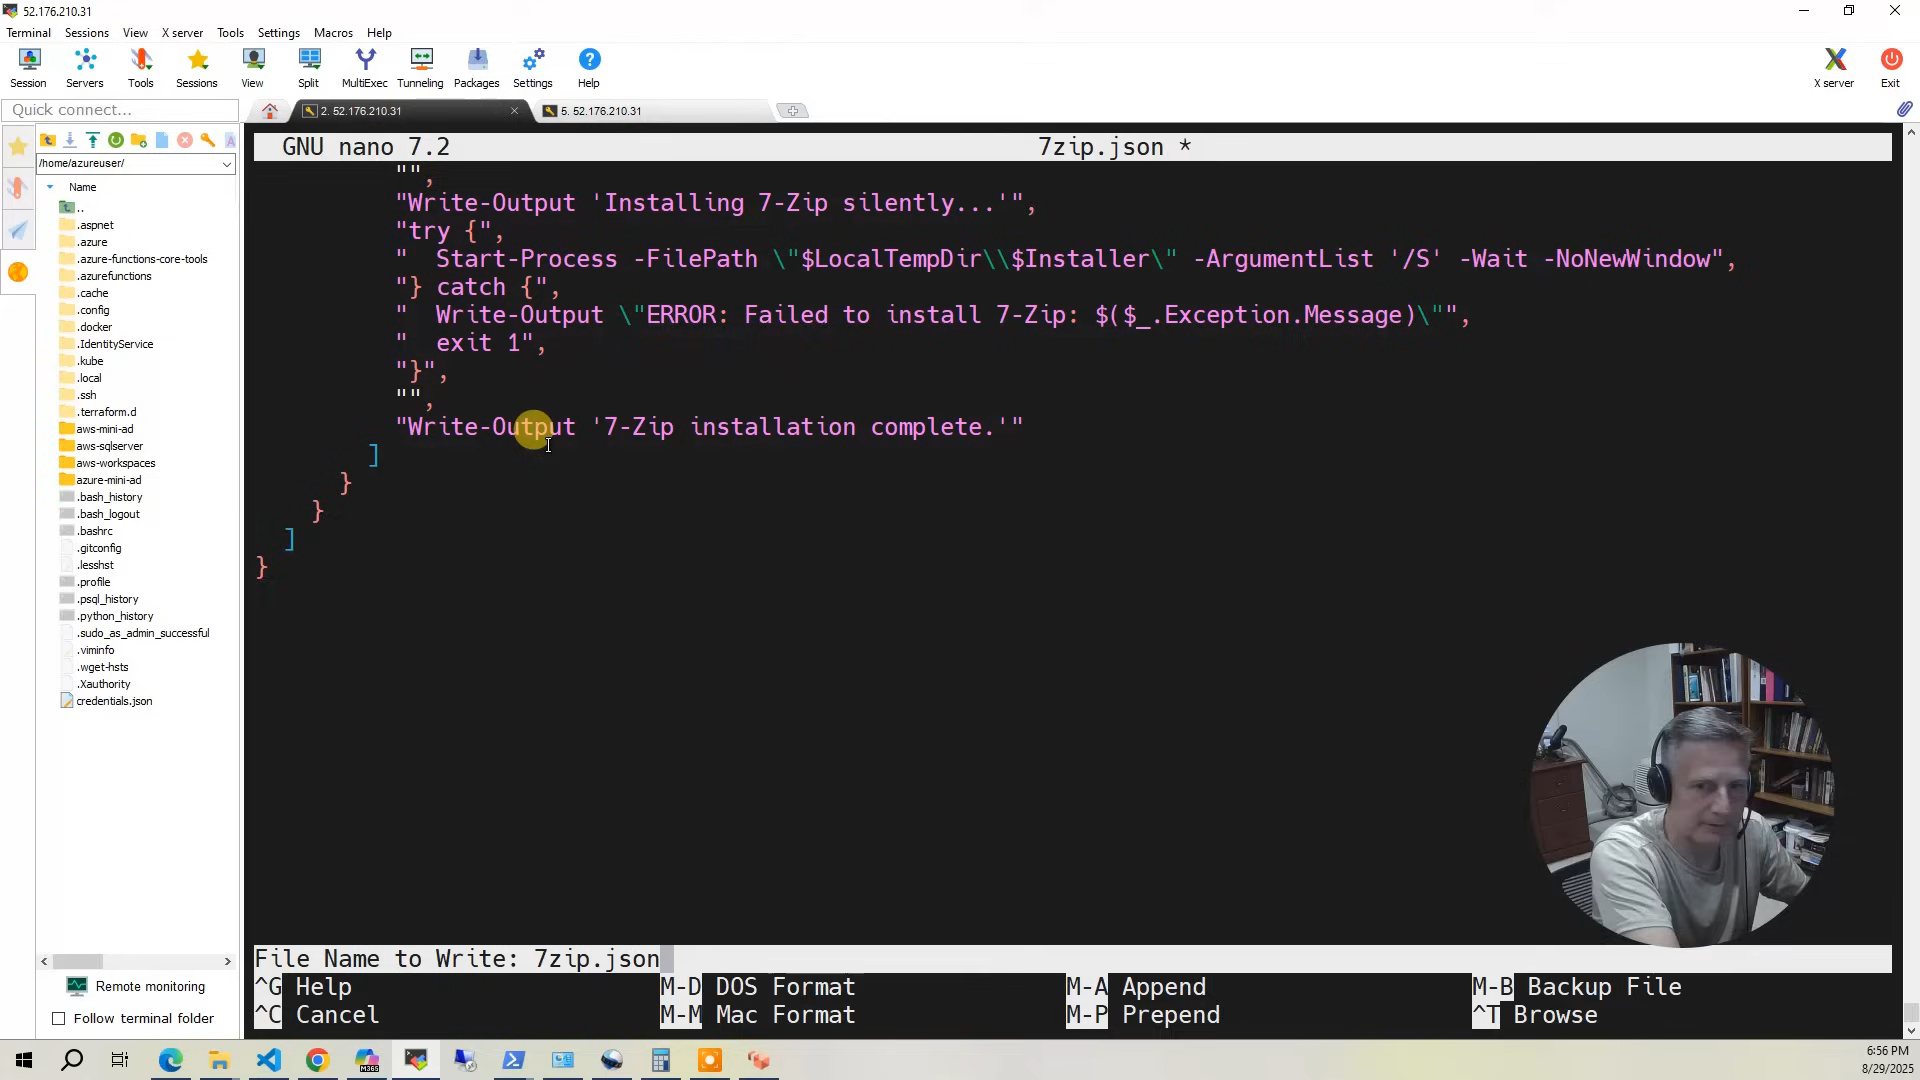 52.176.210.31
Terminal Sessions View X server Tools Settings Macros Help
Session Servers Tools Sessions View Split MultiExec Tunneling Packages Settings Help X server Exit
Quick connect...
2. 52.176.210.31
5. 52.176.210.31
/home/azureuser/
Name
..
.aspnet
.azure
.azure-functions-core-tools
.azurefunctions
.cache
.config
.docker
.IdentityService
.kube
.local
.ssh
.terraform.d
aws-mini-ad
aws-sqlserver
aws-workspaces
azure-mini-ad
.bash_history
.bash_logout
.bashrc
.gitconfig
.lesshst
.profile
.psql_history
.python_history
.sudo_as_admin_successful
.viminfo
.wget-hsts
.Xauthority
credentials.json
Remote monitoring
Follow terminal folder
GNU nano 7.2 7zip.json *
"",
"Write-Output 'Installing 7-Zip silently...'",
"try {",
"  Start-Process -FilePath \"$LocalTempDir\\$Installer\" -ArgumentList '/S' -Wait -NoNewWindow",
"} catch {",
"  Write-Output \"ERROR: Failed to install 7-Zip: $($_.Exception.Message)\"",
"  exit 1",
"}",
"",
"Write-Output '7-Zip installation complete.'"
]
}
}
]
}
File Name to Write: 7zip.json
^G Help M-D DOS Format M-A Append M-B Backup File
^C Cancel M-M Mac Format M-P Prepend ^T Browse
M365
6:56 PM
8/29/2025